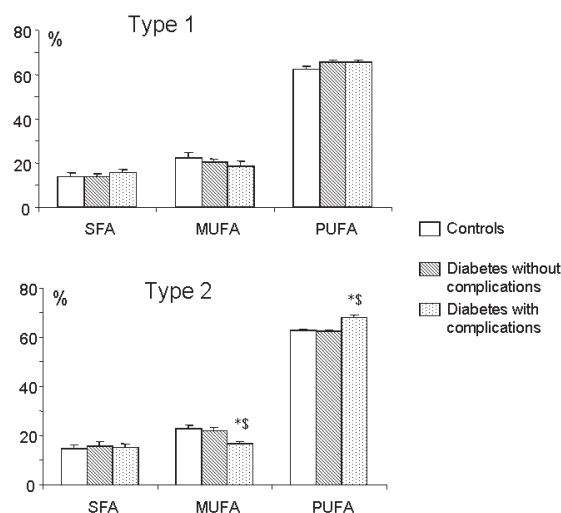 Type 1
%
80
60
40
20
0
SFA
MUFA
PUFA
Controls
Diabetes without
complications
Diabetes with
complications
Type 2
%
80
60
40
20
0
*$
*$
SFA
MUFA
PUFA